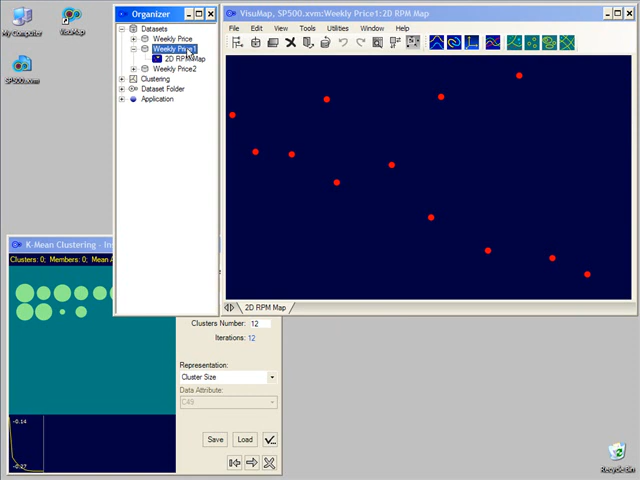 My Computer
VisuMap
SP500.xvm
Organizer
Datasets
Weekly Price
Weekly Price1
2D RPM Map
Weekly Price2
Clustering
Dataset Folder
Application
VisuMap, SP500.xvm:Weekly Price1:2D RPM Map
File Edit View Tools Utilities Window Help
2D RPM Map
K-Mean Clustering - In
Clusters: 0; Members: 0; Mean A
-0.14
-0.27
Clusters Number: 12
Iterations: 12
Representation:
Cluster Size
Data Attribute:
C49
Save Load
Recycle Bin